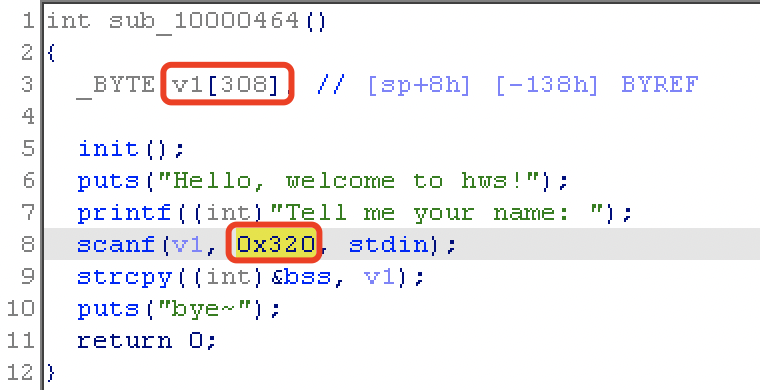 1 int sub_10000464()
2 {
3 _BYTE v1[308]; // [sp+8h] [-138h] BYREF
4
5 init();
6 puts("Hello, welcome to hws!");
7 printf((int)"Tell me your name: ");
8 scanf(v1, 0x320, stdin);
9 strcpy((int)&bss, v1);
10 puts("bye~");
11 return 0;
12 }